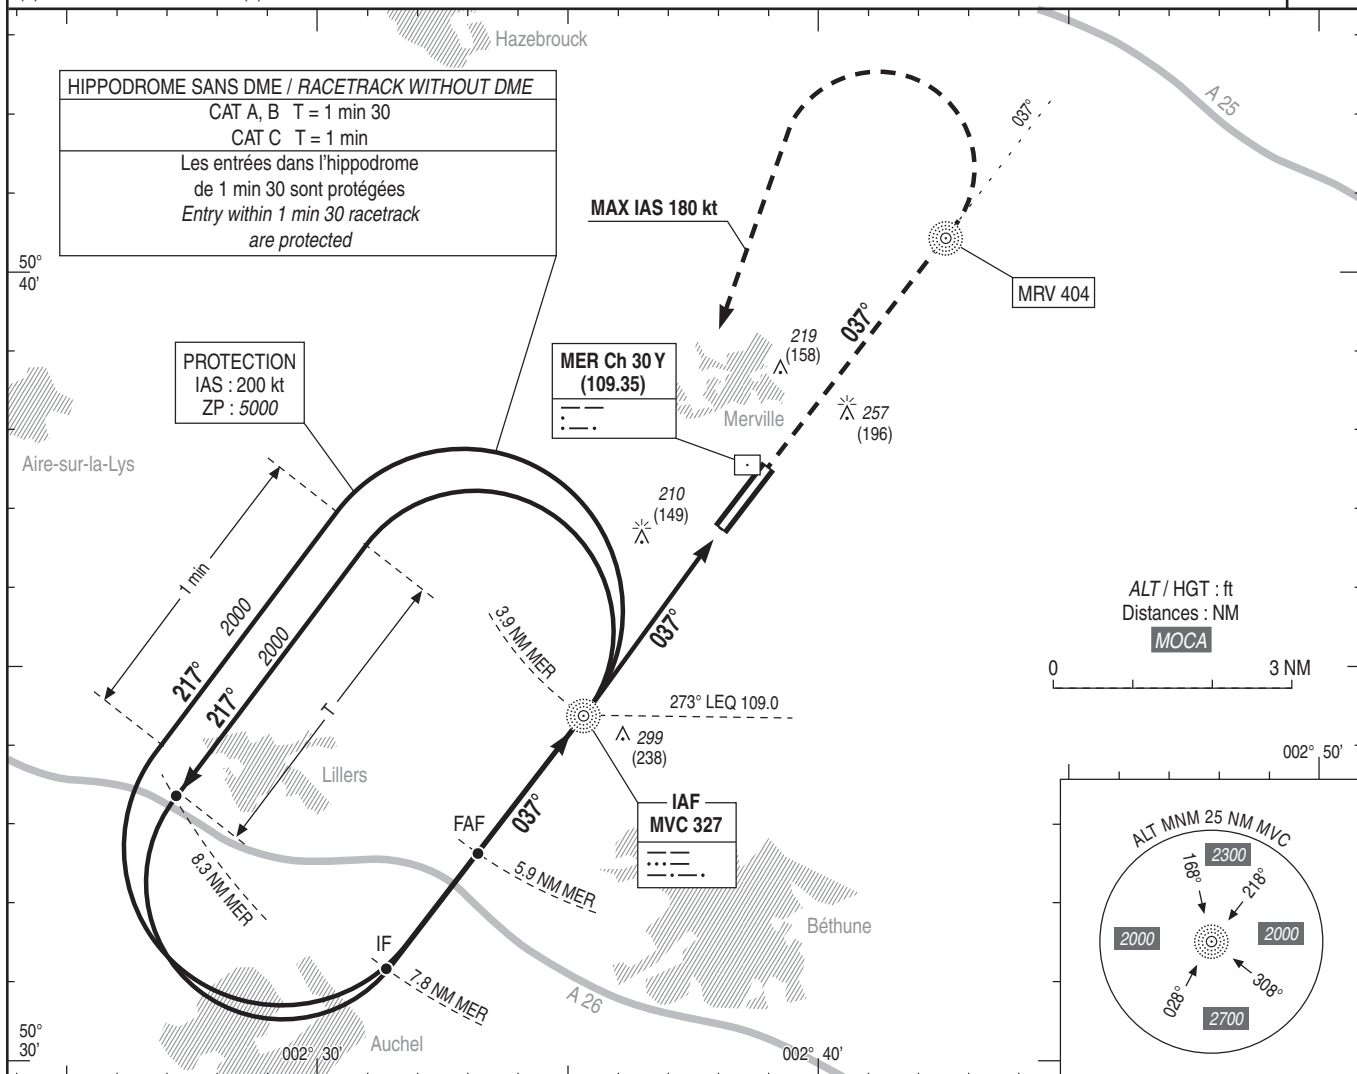 Hazebrouck
A 25
HIPPODROME SANS DME / RACETRACK WITHOUT DME
CAT A, B T = 1 min 30
CAT C T = 1 min
Les entrées dans l'hippodrome
de 1 min 30 sont protégées
Entry within 1 min 30 racetrack
are protected
037°
MAX IAS 180 kt
50°
40'
MRV 404
037°
219
(158)
PROTECTION
IAS : 200 kt
ZP : 5000
MER Ch 30 Y
(109.35)
Merville
257
(196)
Aire-sur-la-Lys
210
(149)
1 min
2000
2000
217°
217°
T
3.9 NM MER
037°
ALT / HGT : ft
Distances : NM
MOCA
0 3 NM
273° LEQ 109.0
299
(238)
002° 50'
Lillers
IAF
MVC 327
037°
FAF
5.9 NM MER
8.3 NM MER
IF
7.8 NM MER
Béthune
A 26
Auchel
50°
30'
002° 30'
002° 40'
ALT MNM 25 NM MVC
2300
168°
218°
2000
2000
028°
308°
2700